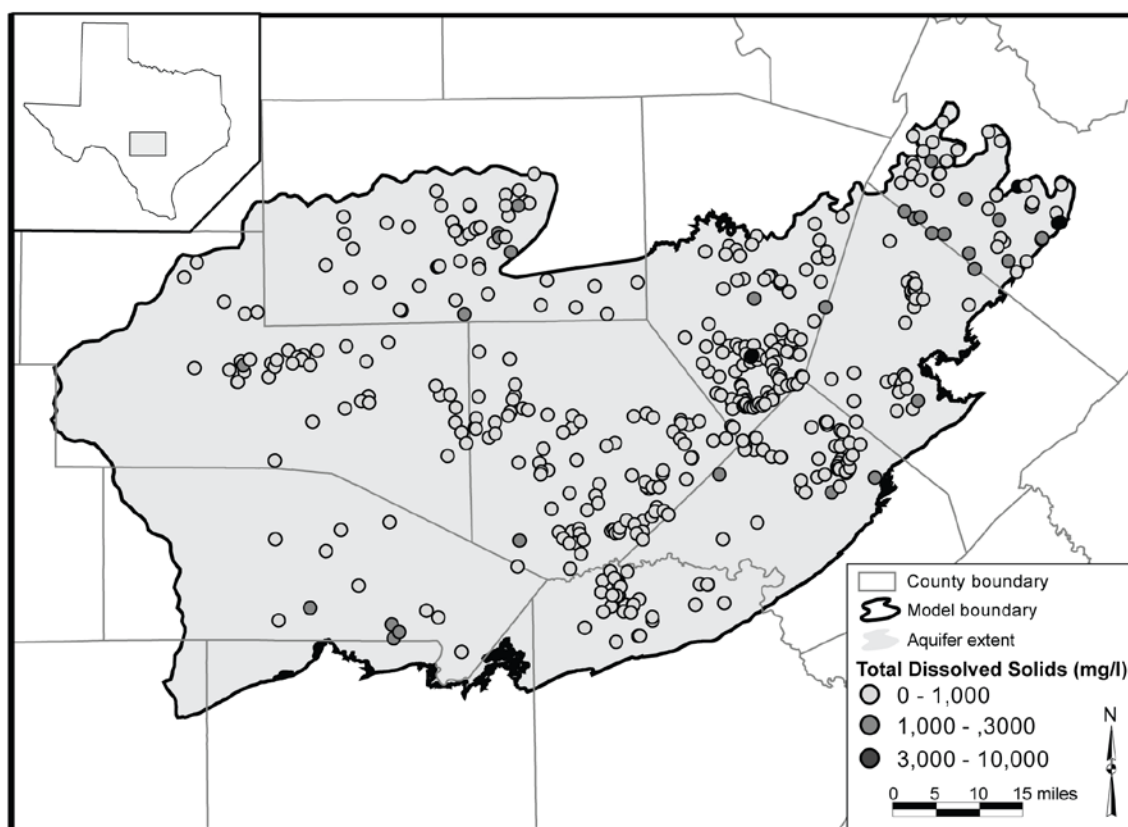 County boundary
Model boundary
Aquifer extent
Total Dissolved Solids (mg/l)
0 - 1,000
1,000 - ,3000
3,000 - 10,000
N
0 5 10 15 miles